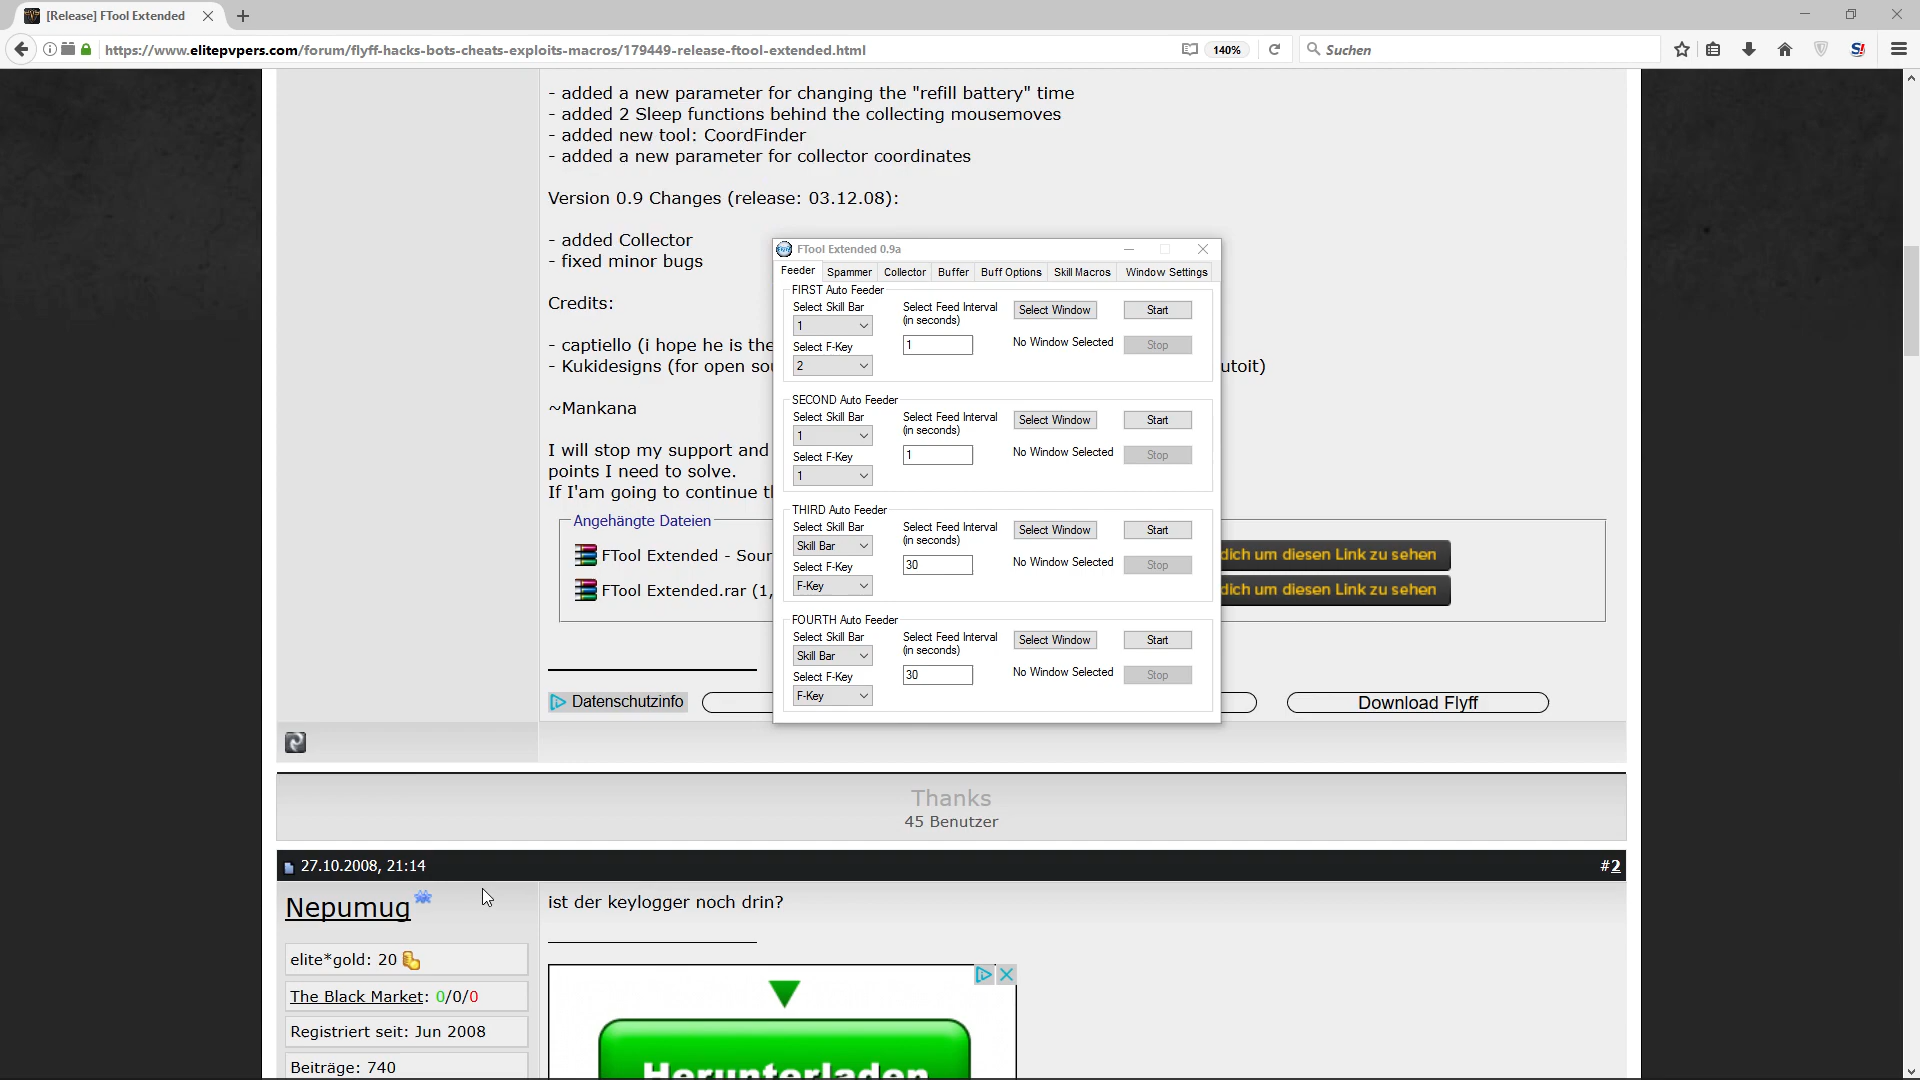 [Release] FTool Extended
https://www.elitepvpers.com/forum/flyff-hacks-bots-cheats-exploits-macros/179449-release-ftool-extended.html
140%
Suchen
- added a new parameter for changing the "refill battery" time
- added 2 Sleep functions behind the collecting mousemoves
- added new tool: CoordFinder
- added a new parameter for collector coordinates
Version 0.9 Changes (release: 03.12.08):
- added Collector
- fixed minor bugs
Credits:
- captiello (i hope he is the
- Kukidesigns (for open sou
utoit)
~Mankana
I will stop my support and
points I need to solve.
If I'am going to continue th
Angehängte Dateien
FTool Extended - Sour
dich um diesen Link zu sehen
FTool Extended.rar (1,
dich um diesen Link zu sehen
Datenschutzinfo
Download Flyff
FTool Extended 0.9a
Feeder Spammer Collector Buffer Buff Options Skill Macros Window Settings
FIRST Auto Feeder
Select Skill Bar
1
Select F-Key
2
Select Feed Interval
(in seconds)
1
Select Window
No Window Selected
Start
Stop
SECOND Auto Feeder
Select Skill Bar
1
Select F-Key
1
Select Feed Interval
(in seconds)
1
Select Window
No Window Selected
Start
Stop
THIRD Auto Feeder
Select Skill Bar
Skill Bar
Select F-Key
F-Key
Select Feed Interval
(in seconds)
30
Select Window
No Window Selected
Start
Stop
FOURTH Auto Feeder
Select Skill Bar
Skill Bar
Select F-Key
F-Key
Select Feed Interval
(in seconds)
30
Select Window
No Window Selected
Start
Stop
Thanks
45 Benutzer
27.10.2008, 21:14
#2
Nepumug
ist der keylogger noch drin?
elite*gold: 20
The Black Market: 0/0/0
Registriert seit: Jun 2008
Beiträge: 740
Herunterladen